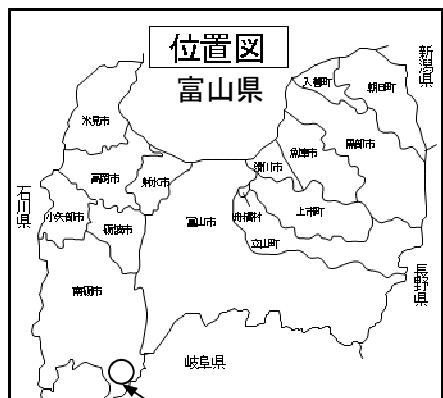 位置図
富山県
新潟県
入善町
朝日町
氷見市
黒部市
魚津市
滑川市
高岡市
射水市
石川県
小矢部市
砺波市
富山市
舟橋村
上市町
立山町
長野県
南砺市
岐阜県